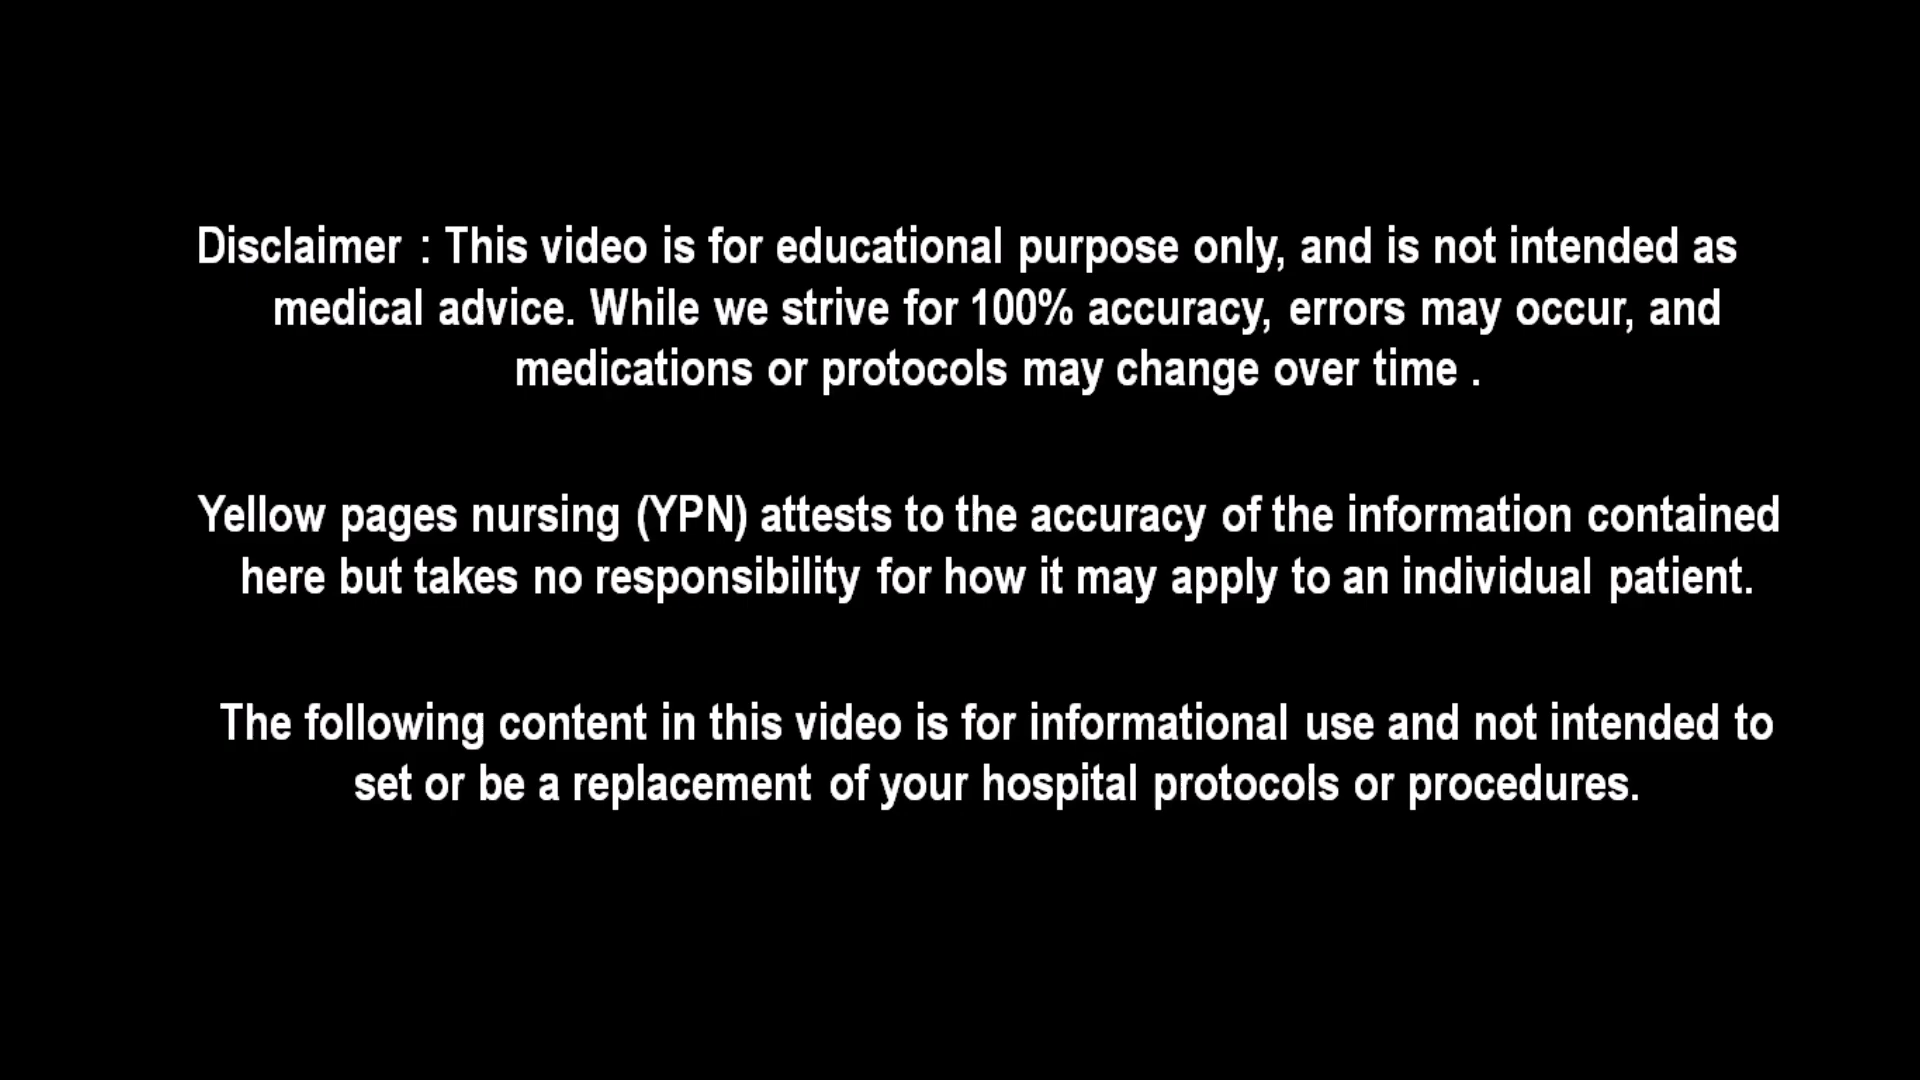 Disclaimer : This video is for educational purpose only, and is not intended as
medical advice. While we strive for 100% accuracy, errors may occur, and
medications or protocols may change over time .
Yellow pages nursing (YPN) attests to the accuracy of the information contained
here but takes no responsibility for how it may apply to an individual patient.
The following content in this video is for informational use and not intended to
set or be a replacement of your hospital protocols or procedures.